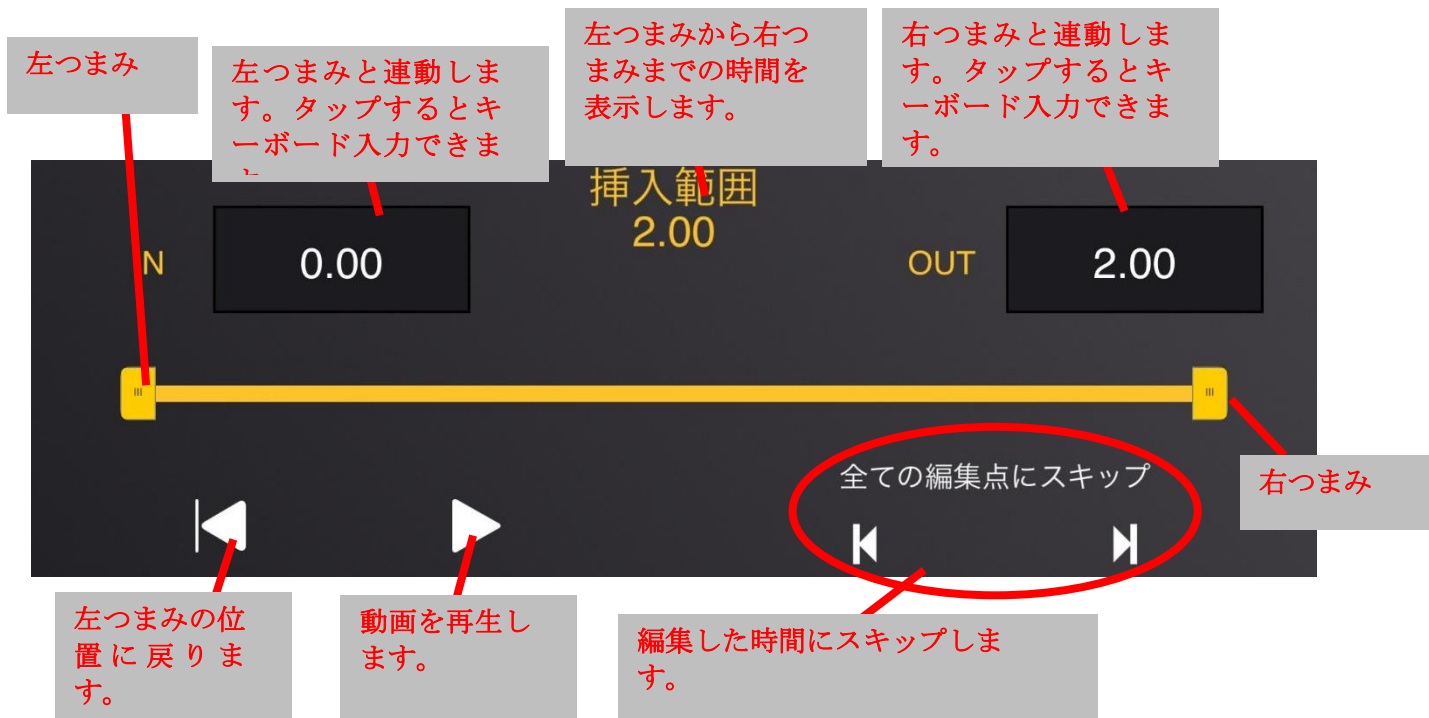 左つまみ
左つまみと連動しま
す。タップするとキ
ーボード入力できま
左つまみから右つ
まみまでの時間を
表示します。
右つまみと連動しま
す。タップするとキ
ーボード入力できま
す。
挿入範囲
2.00
N
0.00
OUT
2.00
全ての編集点にスキップ
右つまみ
左つまみの位
置に戻りま
す。
動画を再生し
ます。
編集した時間にスキップしま
す。